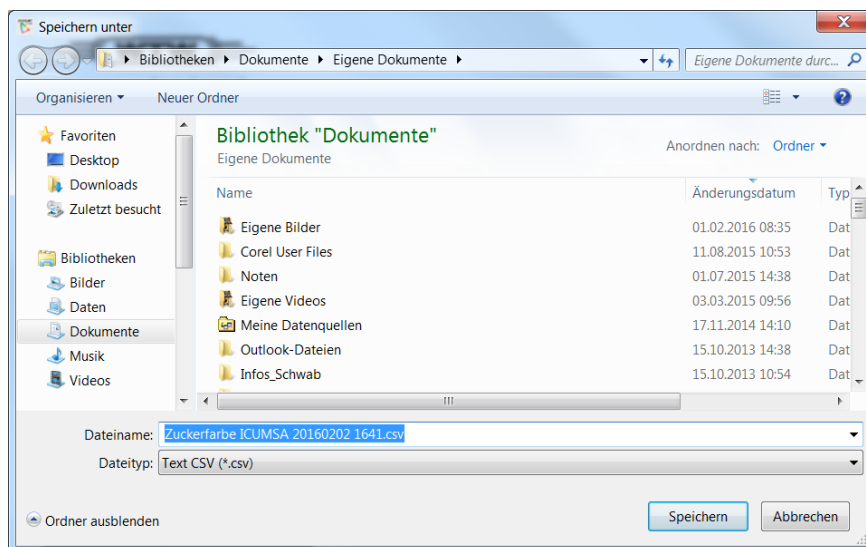 Speichern unter
Bibliotheken Dokumente Eigene Dokumente Eigene Dokumente durc...
Organisieren Neuer Ordner
Favoriten
Desktop
Downloads
Zuletzt besucht
Bibliotheken
Bilder
Daten
Dokumente
Musik
Videos
Bibliothek "Dokumente"
Eigene Dokumente
Anordnen nach: Ordner
Name Änderungsdatum Typ
Eigene Bilder 01.02.2016 08:35 Dat
Corel User Files 11.08.2015 10:53 Dat
Noten 01.07.2015 14:38 Dat
Eigene Videos 03.03.2015 09:56 Dat
Meine Datenquellen 17.11.2014 14:10 Dat
Outlook-Dateien 15.10.2013 14:38 Dat
Infos_Schwab 15.10.2013 10:54 Dat
Dateiname: Zuckerfarbe ICUMSA 20160202 1641.csv
Dateityp: Text CSV (*.csv)
Ordner ausblenden Speichern Abbrechen